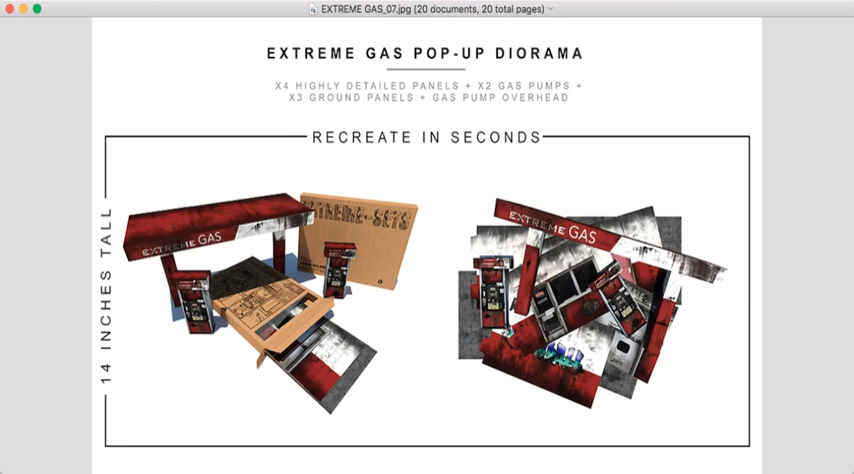 EXTREME GAS_07.jpg (20 documents, 20 total pages)
EXTREME GAS POP-UP DIORAMA
X4 HIGHLY DETAILED PANELS + X2 GAS PUMPS +
X3 GROUND PANELS + GAS PUMP OVERHEAD
RECREATE IN SECONDS
14 INCHES TALL
EXTREME-SETS
EXTREME GAS
EXTREME GAS